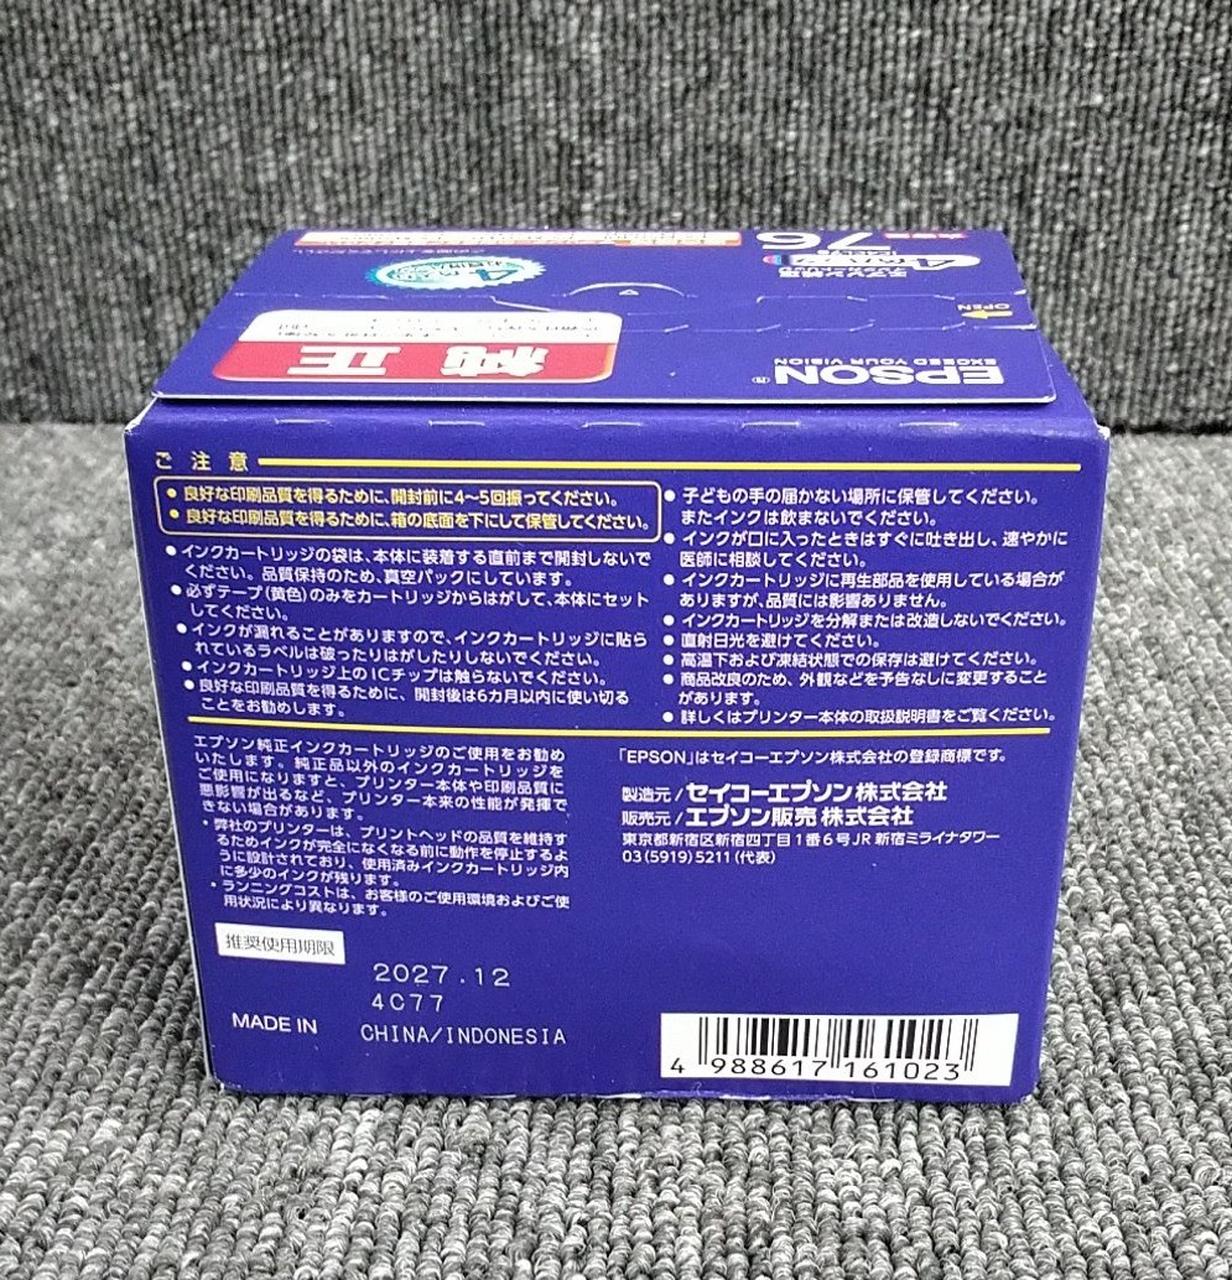 76
4色パック
OPEN
純正
EPSON®
EXCEED YOUR VISION
ご注意
● 良好な印刷品質を得るために、開封前に4〜5回振ってください。
● 良好な印刷品質を得るために、箱の底面を下にして保管してください。
● インクカートリッジの袋は、本体に装着する直前まで開封しないで
ください。品質保持のため、真空パックにしています。
● 必ずテープ(黄色)のみをカートリッジからはがして、本体にセット
してください。
● インクが漏れることがありますので、インクカートリッジに貼ら
れているラベルは破ったりはがしたりしないでください。
● インクカートリッジ上のICチップは触らないでください。
● 良好な印刷品質を得るために、開封後は6カ月以内に使い切る
ことをお勧めします。
● 子どもの手の届かない場所に保管してください。
またインクは飲まないでください。
● インクが口に入ったときはすぐに吐き出し、速やかに
医師に相談してください。
● インクカートリッジに再生部品を使用している場合が
ありますが、品質には影響ありません。
● インクカートリッジを分解または改造しないでください。
● 直射日光を避けてください。
● 高温下および凍結状態での保存は避けてください。
● 商品改良のため、外観などを予告なしに変更すること
があります。
● 詳しくはプリンター本体の取扱説明書をご覧ください。
エプソン純正インクカートリッジのご使用をお勧め
いたします。純正品以外のインクカートリッジを
ご使用になりますと、プリンター本体や印刷品質に
悪影響が出るなど、プリンター本来の性能が発揮で
きない場合があります。
* 弊社のプリンターは、プリントヘッドの品質を維持す
るためインクが完全になくなる前に動作を停止するよ
うに設計されており、使用済みインクカートリッジ内
に多少のインクが残ります。
* ランニングコストは、お客様のご使用環境およびご使
用状況により異なります。
「EPSON」はセイコーエプソン株式会社の登録商標です。
製造元/セイコーエプソン株式会社
販売元/エプソン販売 株式会社
東京都新宿区新宿四丁目1番6号 JR 新宿ミライナタワー
03(5919)5211(代表)
推奨使用期限
2027.12
4C77
MADE IN CHINA/INDONESIA
4 988617 161023